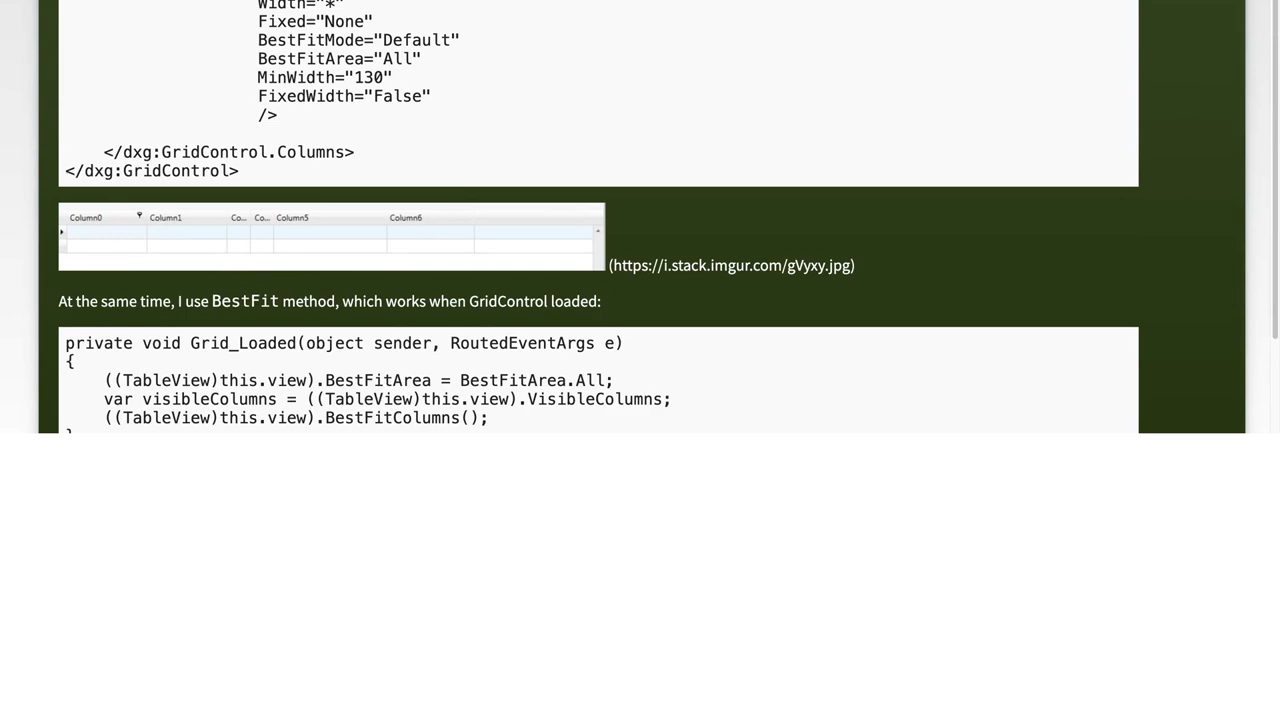 Width="*"
Fixed="None"
BestFitMode="Default"
BestFitArea="All"
MinWidth="130"
FixedWidth="False"
/>
</dxg:GridControl.Columns>
</dxg:GridControl>
Column0 Column1 Co... Co... Column5 Column6
(https://i.stack.imgur.com/gVyxy.jpg)
At the same time, I use BestFit method, which works when GridControl loaded:
private void Grid_Loaded(object sender, RoutedEventArgs e)
{
((TableView)this.view).BestFitArea = BestFitArea.All;
var visibleColumns = ((TableView)this.view).VisibleColumns;
((TableView)this.view).BestFitColumns();
}